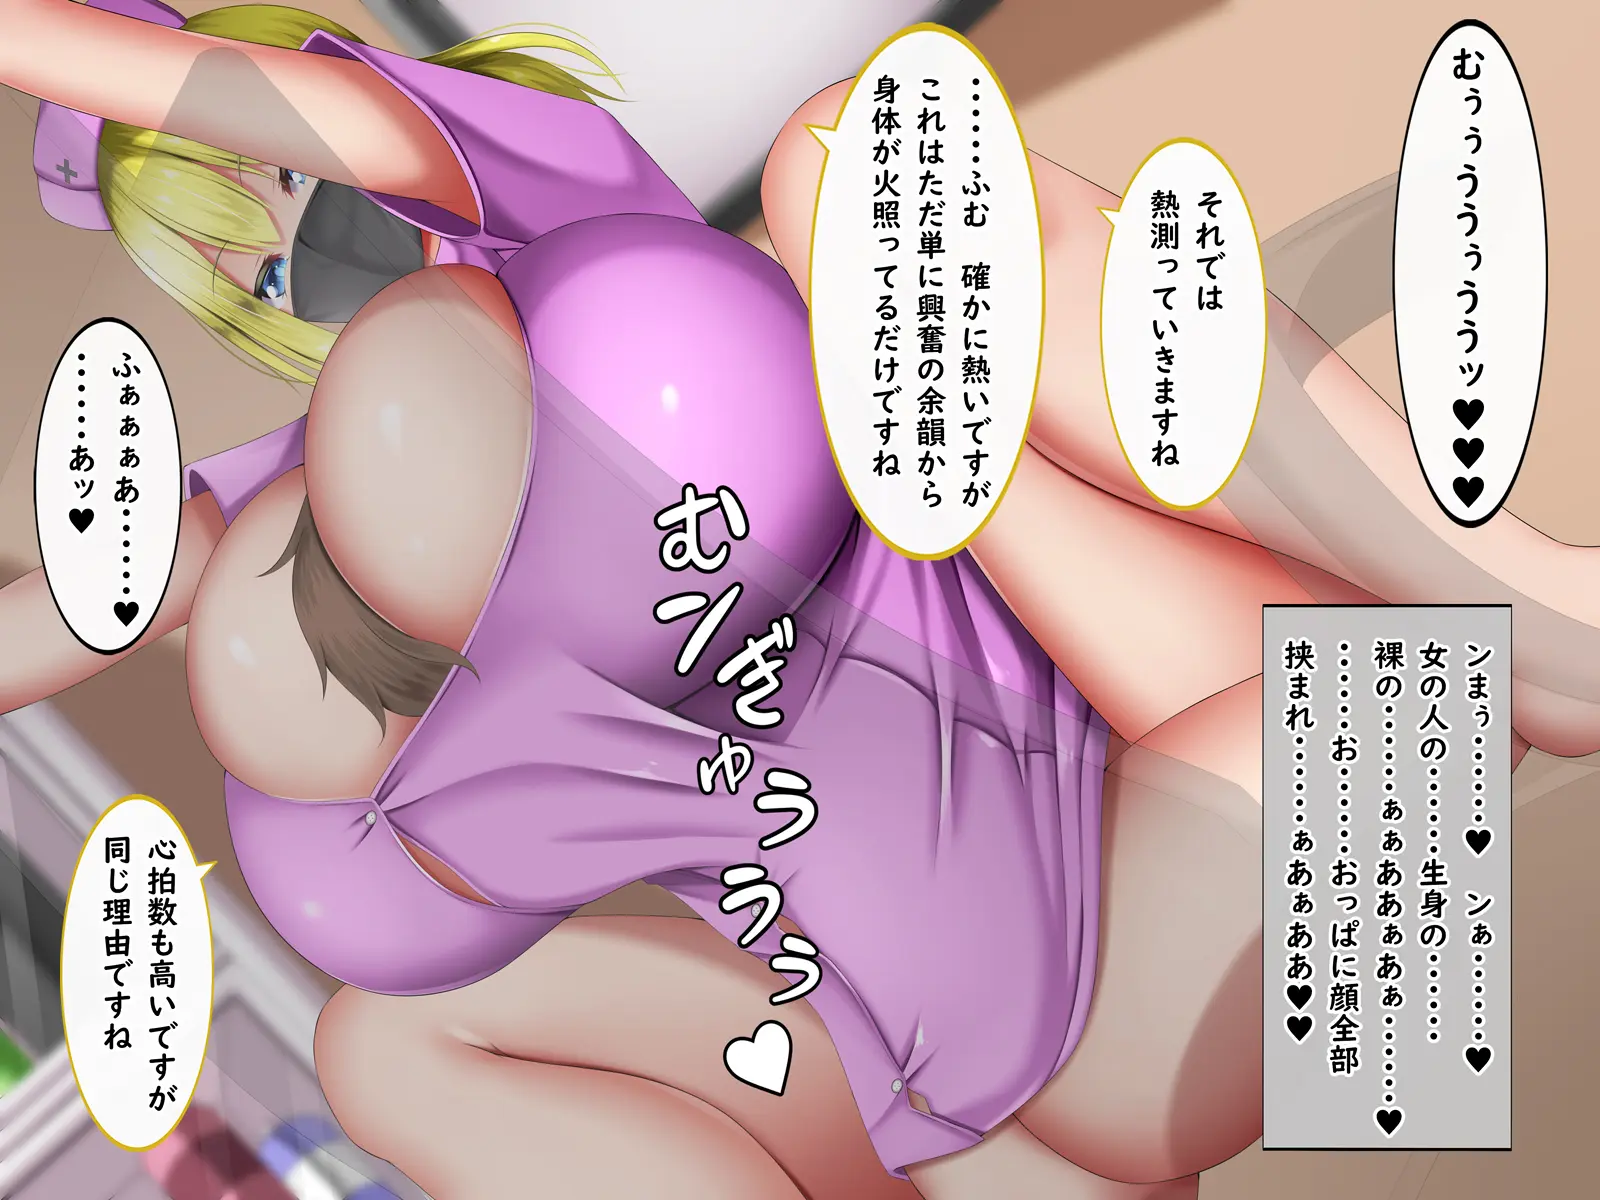 むぅぅううぅううッ♥♥♥
それでは
熱測っていきますね
……ふむ　確かに熱いですが
これはただ単に興奮の余韻から
身体が火照ってるだけですね
ンまぅ………♥　ンぁ………♥
女の人の………生身の………
裸の………ぁぁああぁあぁ………♥
………お………おっぱに顔全部
挟まれ………ぁあぁああ♥♥
むンぎゅううううぅぅ♥
ふぁぁぁあ………♥
………あッ♥
心拍数も高いですが
同じ理由ですね